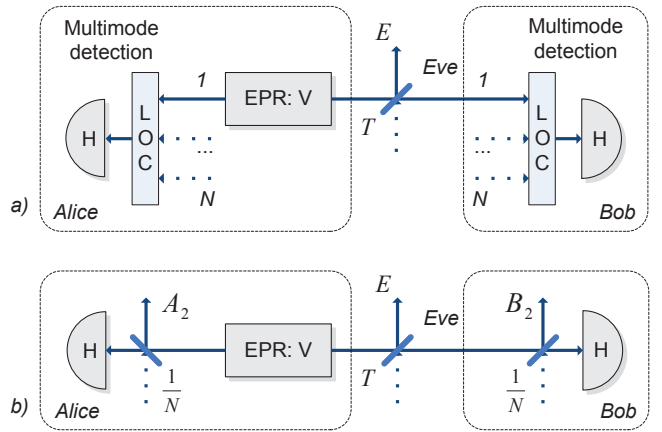 Multimode detection
E
Multimode detection
1
EPR: V
Eve
1
L O C
H
T
L O C
H
...
...
N
N
a)
Alice
Bob
A₂
E
B₂
H
EPR: V
Eve
H
1/N
T
1/N
b)
Alice
Bob